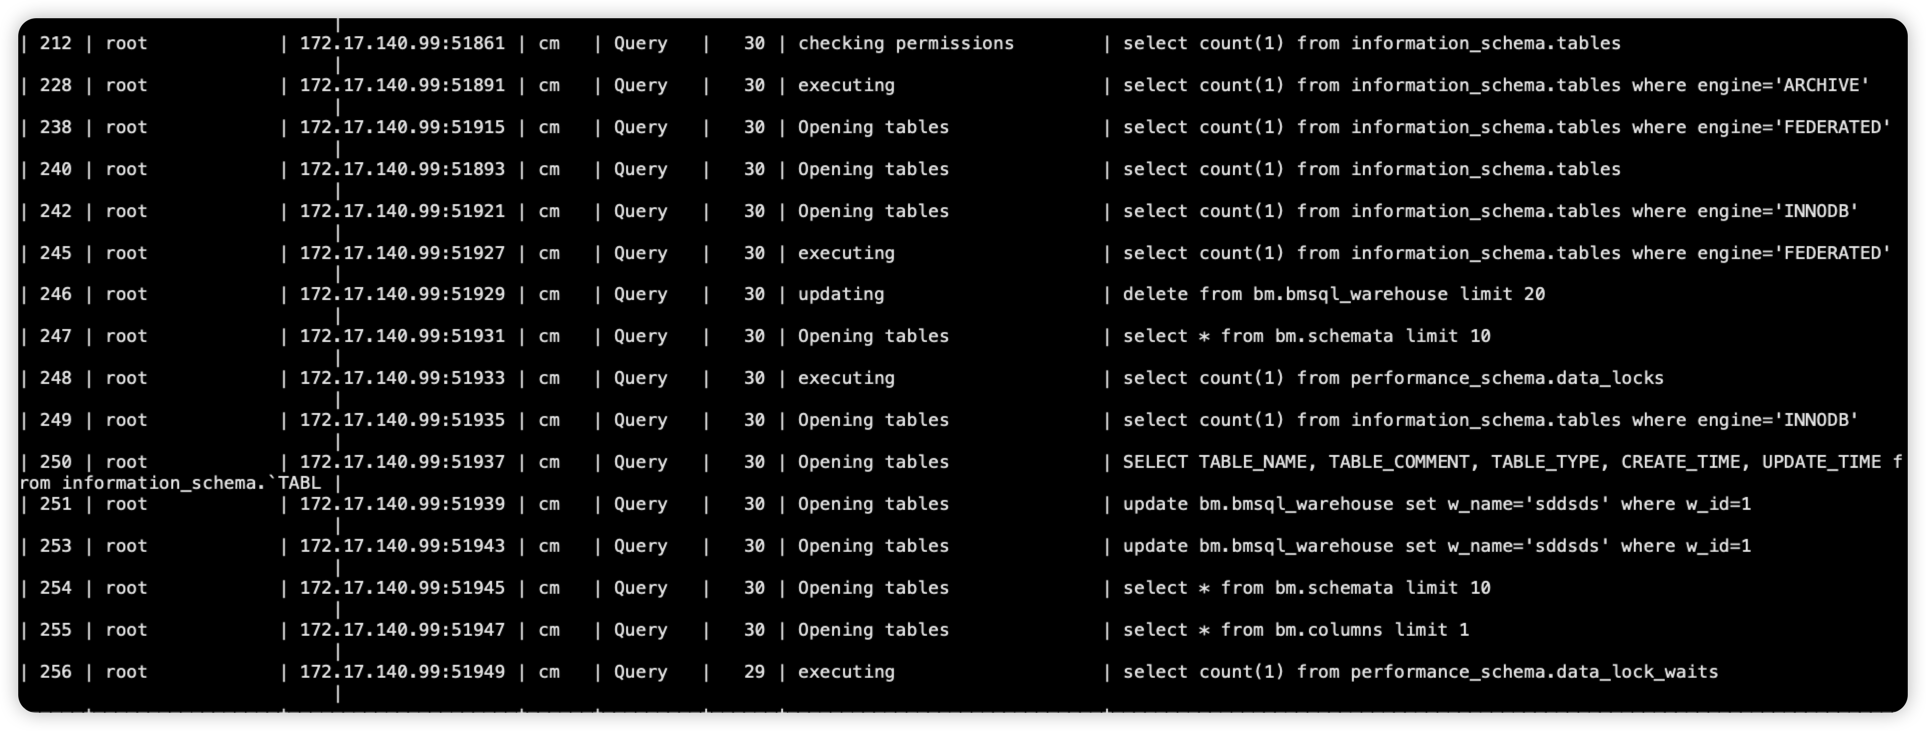 |
| 212 | root | 172.17.140.99:51861 | cm | Query | 30 | checking permissions | select count(1) from information_schema.tables
|
| 228 | root | 172.17.140.99:51891 | cm | Query | 30 | executing | select count(1) from information_schema.tables where engine='ARCHIVE'
|
| 238 | root | 172.17.140.99:51915 | cm | Query | 30 | Opening tables | select count(1) from information_schema.tables where engine='FEDERATED'
|
| 240 | root | 172.17.140.99:51893 | cm | Query | 30 | Opening tables | select count(1) from information_schema.tables
|
| 242 | root | 172.17.140.99:51921 | cm | Query | 30 | Opening tables | select count(1) from information_schema.tables where engine='INNODB'
|
| 245 | root | 172.17.140.99:51927 | cm | Query | 30 | executing | select count(1) from information_schema.tables where engine='FEDERATED'
|
| 246 | root | 172.17.140.99:51929 | cm | Query | 30 | updating | delete from bm.bmsql_warehouse limit 20
|
| 247 | root | 172.17.140.99:51931 | cm | Query | 30 | Opening tables | select * from bm.schemata limit 10
|
| 248 | root | 172.17.140.99:51933 | cm | Query | 30 | executing | select count(1) from performance_schema.data_locks
|
| 249 | root | 172.17.140.99:51935 | cm | Query | 30 | Opening tables | select count(1) from information_schema.tables where engine='INNODB'
|
| 250 | root | 172.17.140.99:51937 | cm | Query | 30 | Opening tables | SELECT TABLE_NAME, TABLE_COMMENT, TABLE_TYPE, CREATE_TIME, UPDATE_TIME f
rom information_schema.`TABL |
| 251 | root | 172.17.140.99:51939 | cm | Query | 30 | Opening tables | update bm.bmsql_warehouse set w_name='sddsds' where w_id=1
|
| 253 | root | 172.17.140.99:51943 | cm | Query | 30 | Opening tables | update bm.bmsql_warehouse set w_name='sddsds' where w_id=1
|
| 254 | root | 172.17.140.99:51945 | cm | Query | 30 | Opening tables | select * from bm.schemata limit 10
|
| 255 | root | 172.17.140.99:51947 | cm | Query | 30 | Opening tables | select * from bm.columns limit 1
|
| 256 | root | 172.17.140.99:51949 | cm | Query | 29 | executing | select count(1) from performance_schema.data_lock_waits
|